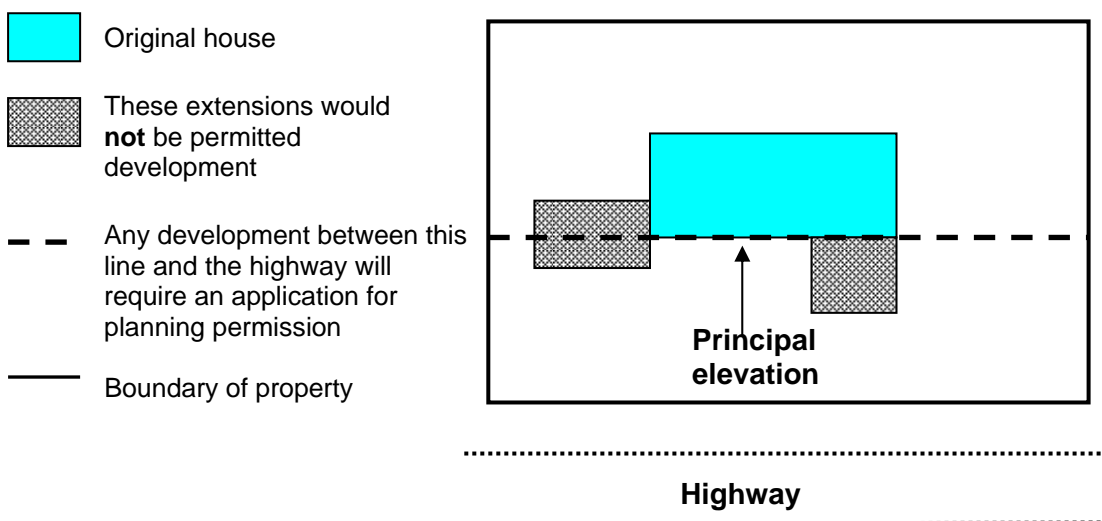 Original house
These extensions would
not be permitted
development
Any development between this
line and the highway will
require an application for
planning permission
Boundary of property
Principal
elevation
Highway